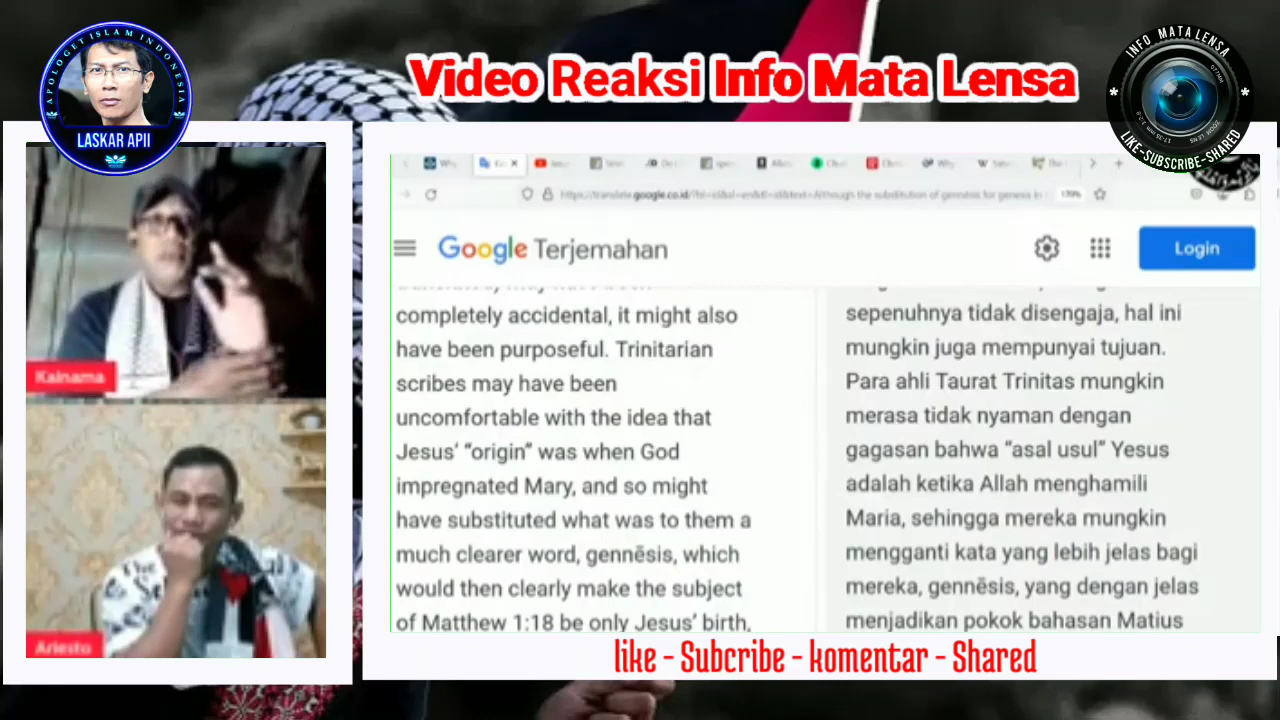 APOLOGET ISLAM INDONESIA
LASKAR APII
Video Reaksi Info Mata Lensa
INFO MATA LENSA
LIKE-SUBSCRIBE-SHARED
Kainama
Ariesto
Google Terjemahan
Login
completely accidental, it might also
have been purposeful. Trinitarian
scribes may have been
uncomfortable with the idea that
Jesus’ “origin” was when God
impregnated Mary, and so might
have substituted what was to them a
much clearer word, gennēsis, which
would then clearly make the subject
of Matthew 1:18 be only Jesus’ birth,
sepenuhnya tidak disengaja, hal ini
mungkin juga mempunyai tujuan.
Para ahli Taurat Trinitas mungkin
merasa tidak nyaman dengan
gagasan bahwa “asal usul” Yesus
adalah ketika Allah menghamili
Maria, sehingga mereka mungkin
mengganti kata yang lebih jelas bagi
mereka, gennēsis, yang dengan jelas
menjadikan pokok bahasan Matius
like - Subcribe - komentar - Shared